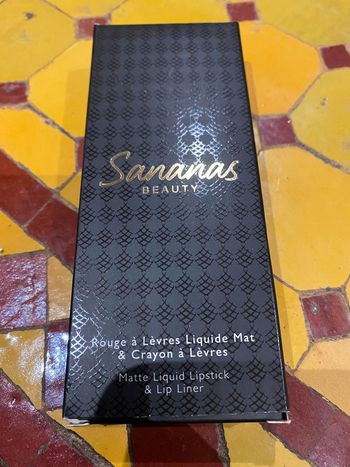 Sananas
BEAUTY
Rouge à Lèvres Liquide Mat
& Crayon à Lèvres
Matte Liquid Lipstick
& Lip Liner